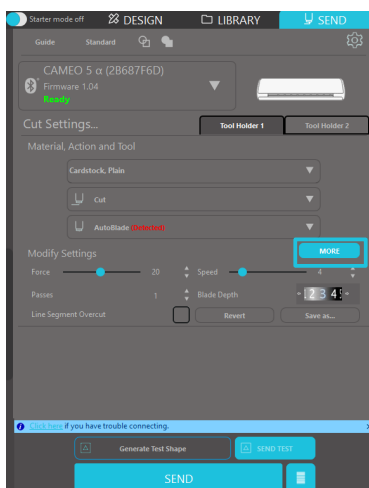 Starter mode off DESIGN LIBRARY SEND
Guide Standard
CAMEO 5 α (2B687F6D)
Firmware 1.04
Ready
Cut Settings... Tool Holder 1 Tool Holder 2
Material, Action and Tool
Cardstock, Plain
Cut
AutoBlade (Detected)
Modify Settings MORE
Force 20 Speed 4
Passes 1 Blade Depth 2 3 4
Line Segment Overcut Revert Save as...
Click here if you have trouble connecting.
Generate Test Shape SEND TEST
SEND